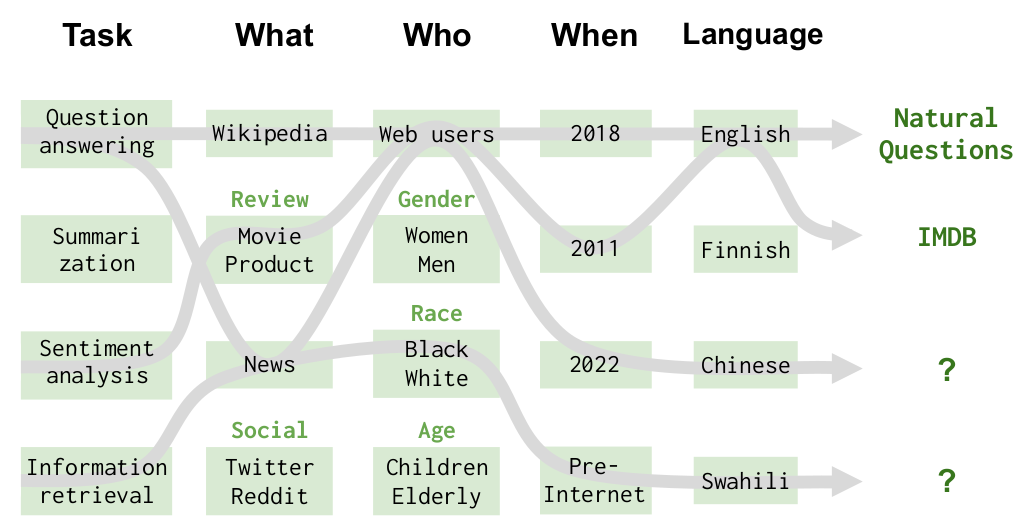 Task
What
Who
When
Language
Question
answering
Wikipedia
Web users
2018
English
Natural
Questions
Summari
zation
Review
Movie
Product
Gender
Women
Men
2011
Finnish
IMDB
Sentiment
analysis
News
Race
Black
White
2022
Chinese
?
Information
retrieval
Social
Twitter
Reddit
Age
Children
Elderly
Pre-
Internet
Swahili
?